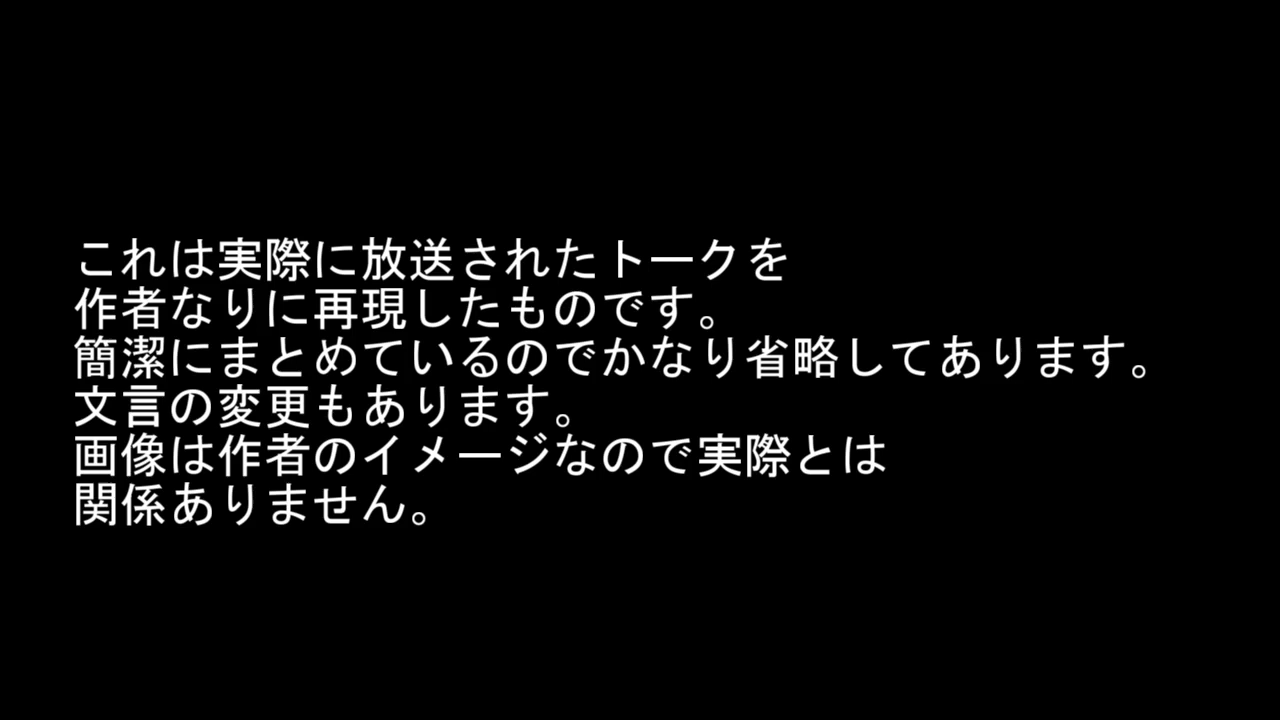 これは実際に放送されたトークを
作者なりに再現したものです。
簡潔にまとめているのでかなり省略してあります。
文言の変更もあります。
画像は作者のイメージなので実際とは
関係ありません。